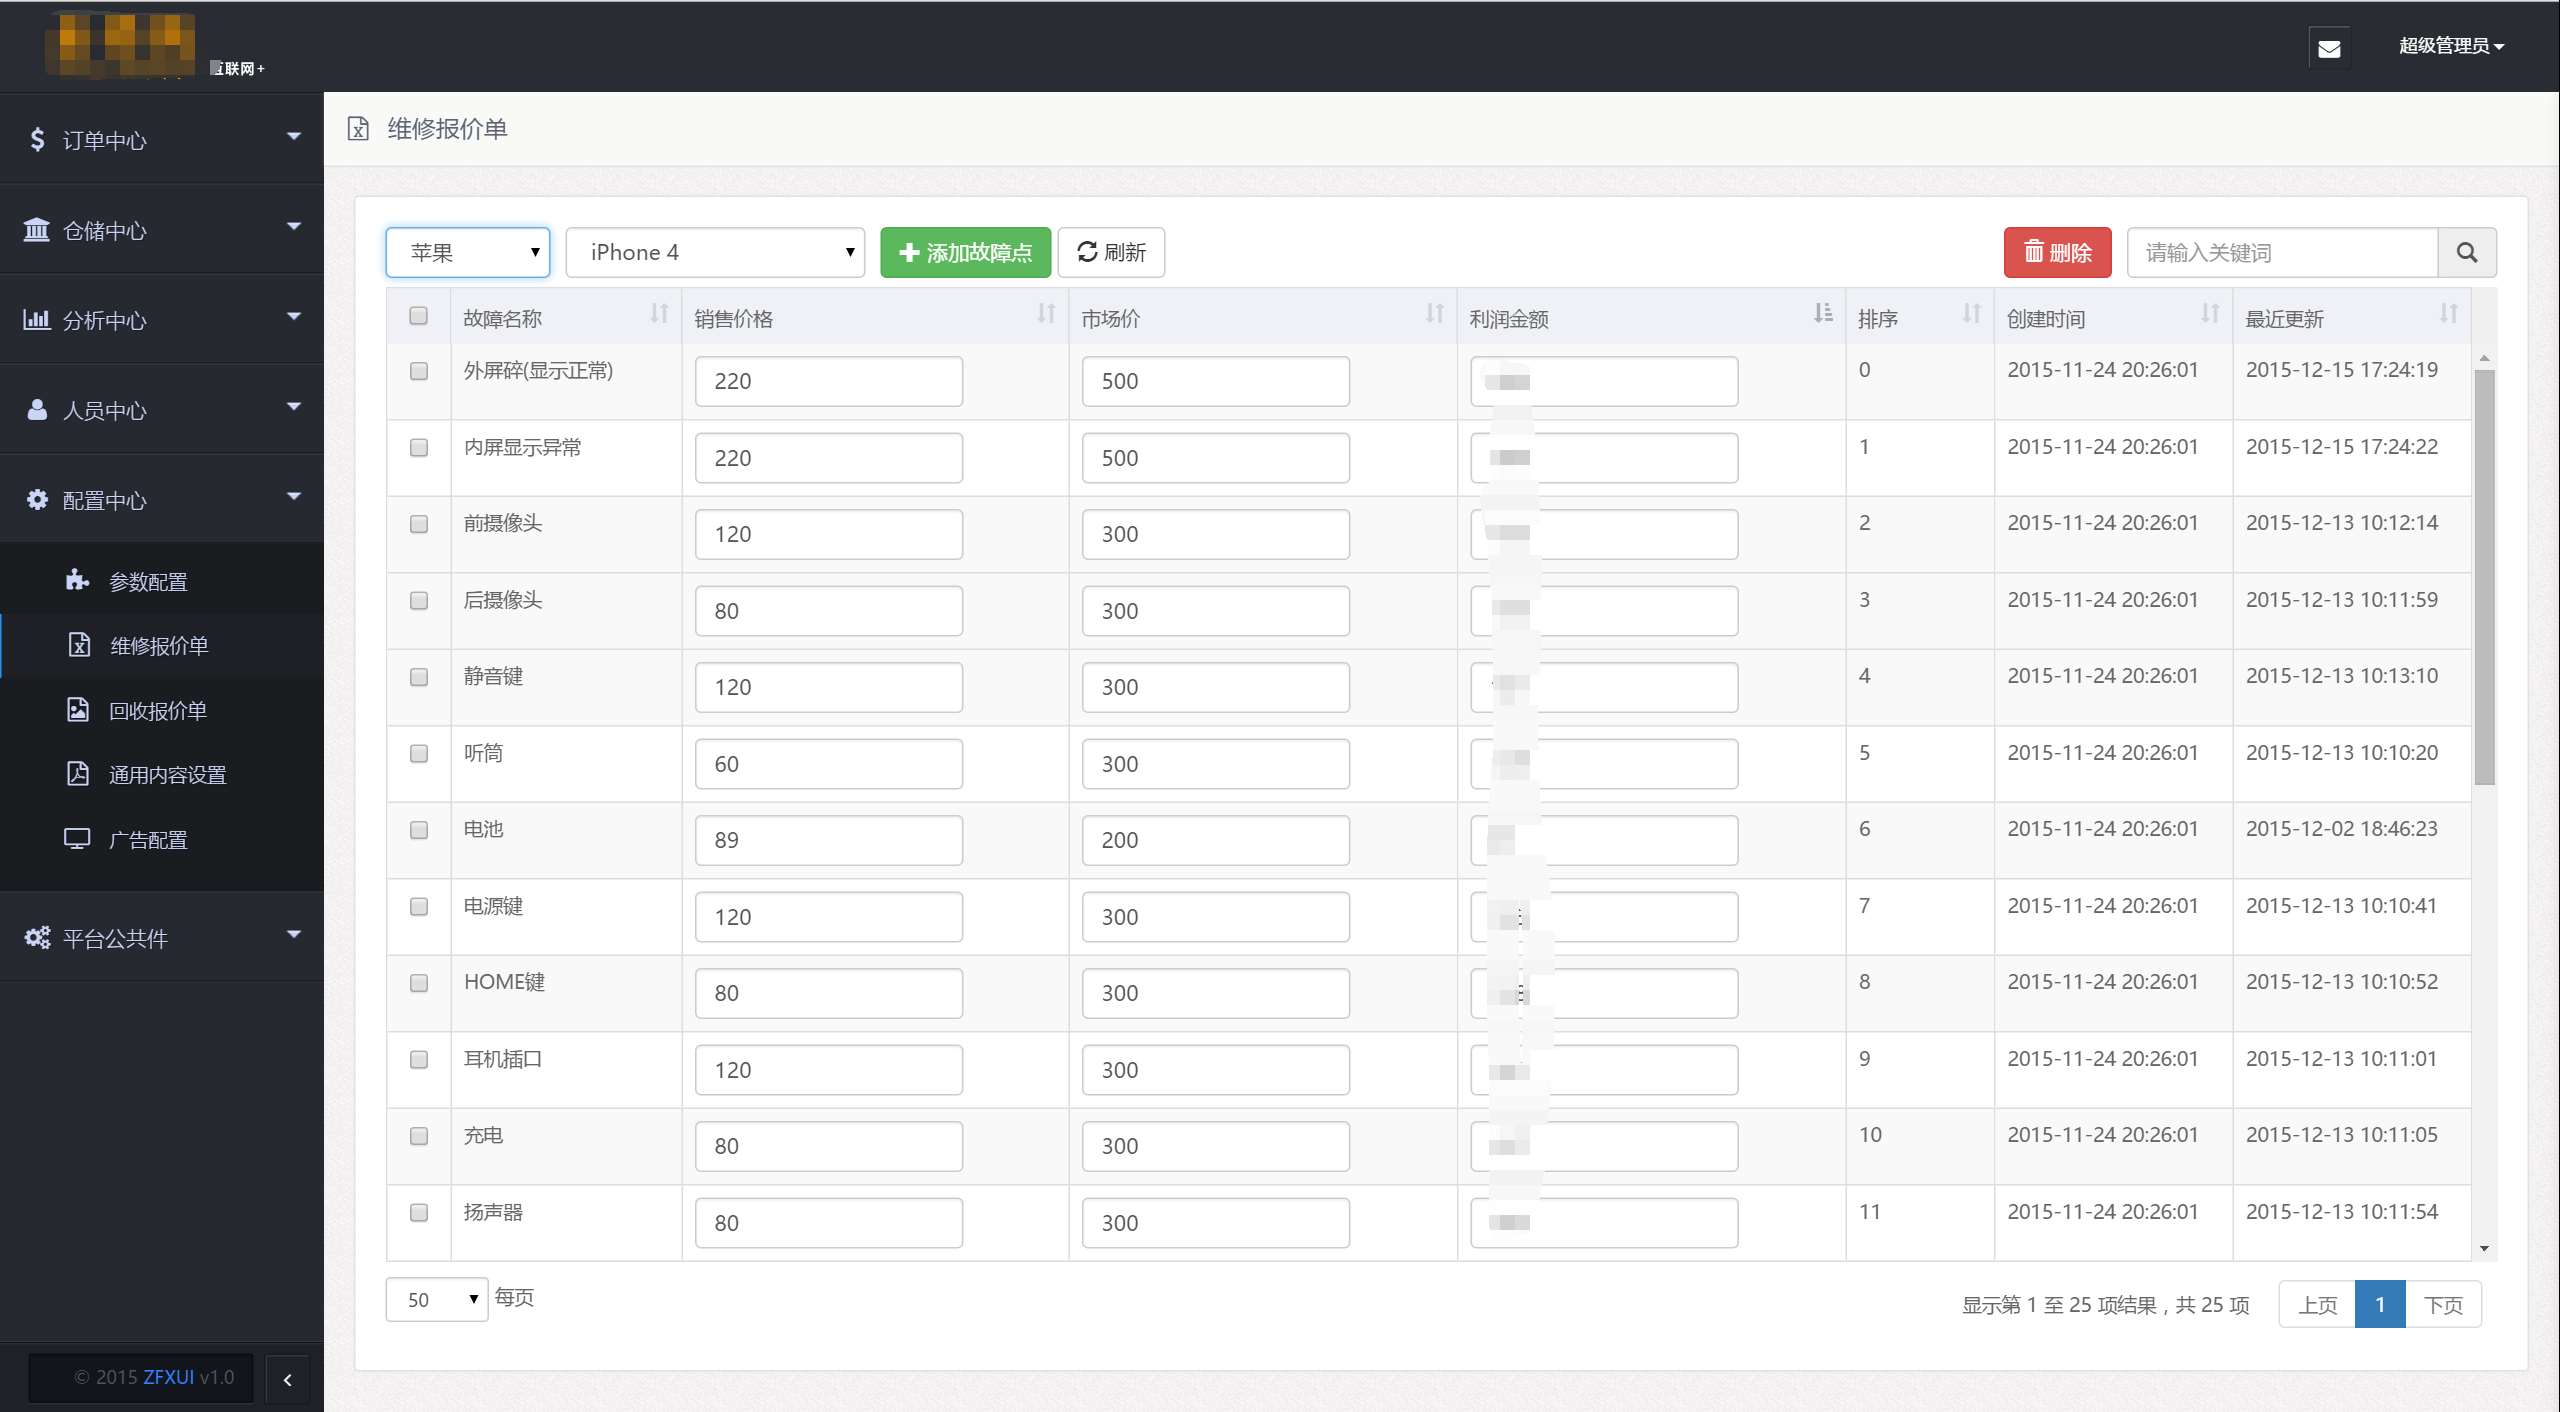 联网+
超级管理员
订单中心
仓储中心
分析中心
人员中心
配置中心
参数配置
维修报价单
回收报价单
通用内容设置
广告配置
平台公共件
© 2015 ZFXUI v1.0
维修报价单
苹果 iPhone 4 添加故障点 刷新 删除 请输入关键词
故障名称 销售价格 市场价 利润金额 排序 创建时间 最近更新
外屏碎(显示正常) 220 500 0 2015-11-24 20:26:01 2015-12-15 17:24:19
内屏显示异常 220 500 1 2015-11-24 20:26:01 2015-12-15 17:24:22
前摄像头 120 300 2 2015-11-24 20:26:01 2015-12-13 10:12:14
后摄像头 80 300 3 2015-11-24 20:26:01 2015-12-13 10:11:59
静音键 120 300 4 2015-11-24 20:26:01 2015-12-13 10:13:10
听筒 60 300 5 2015-11-24 20:26:01 2015-12-13 10:10:20
电池 89 200 6 2015-11-24 20:26:01 2015-12-02 18:46:23
电源键 120 300 7 2015-11-24 20:26:01 2015-12-13 10:10:41
HOME键 80 300 8 2015-11-24 20:26:01 2015-12-13 10:10:52
耳机插口 120 300 9 2015-11-24 20:26:01 2015-12-13 10:11:01
充电 80 300 10 2015-11-24 20:26:01 2015-12-13 10:11:05
扬声器 80 300 11 2015-11-24 20:26:01 2015-12-13 10:11:54
50 每页 显示第 1 至 25 项结果，共 25 项 上页 1 下页